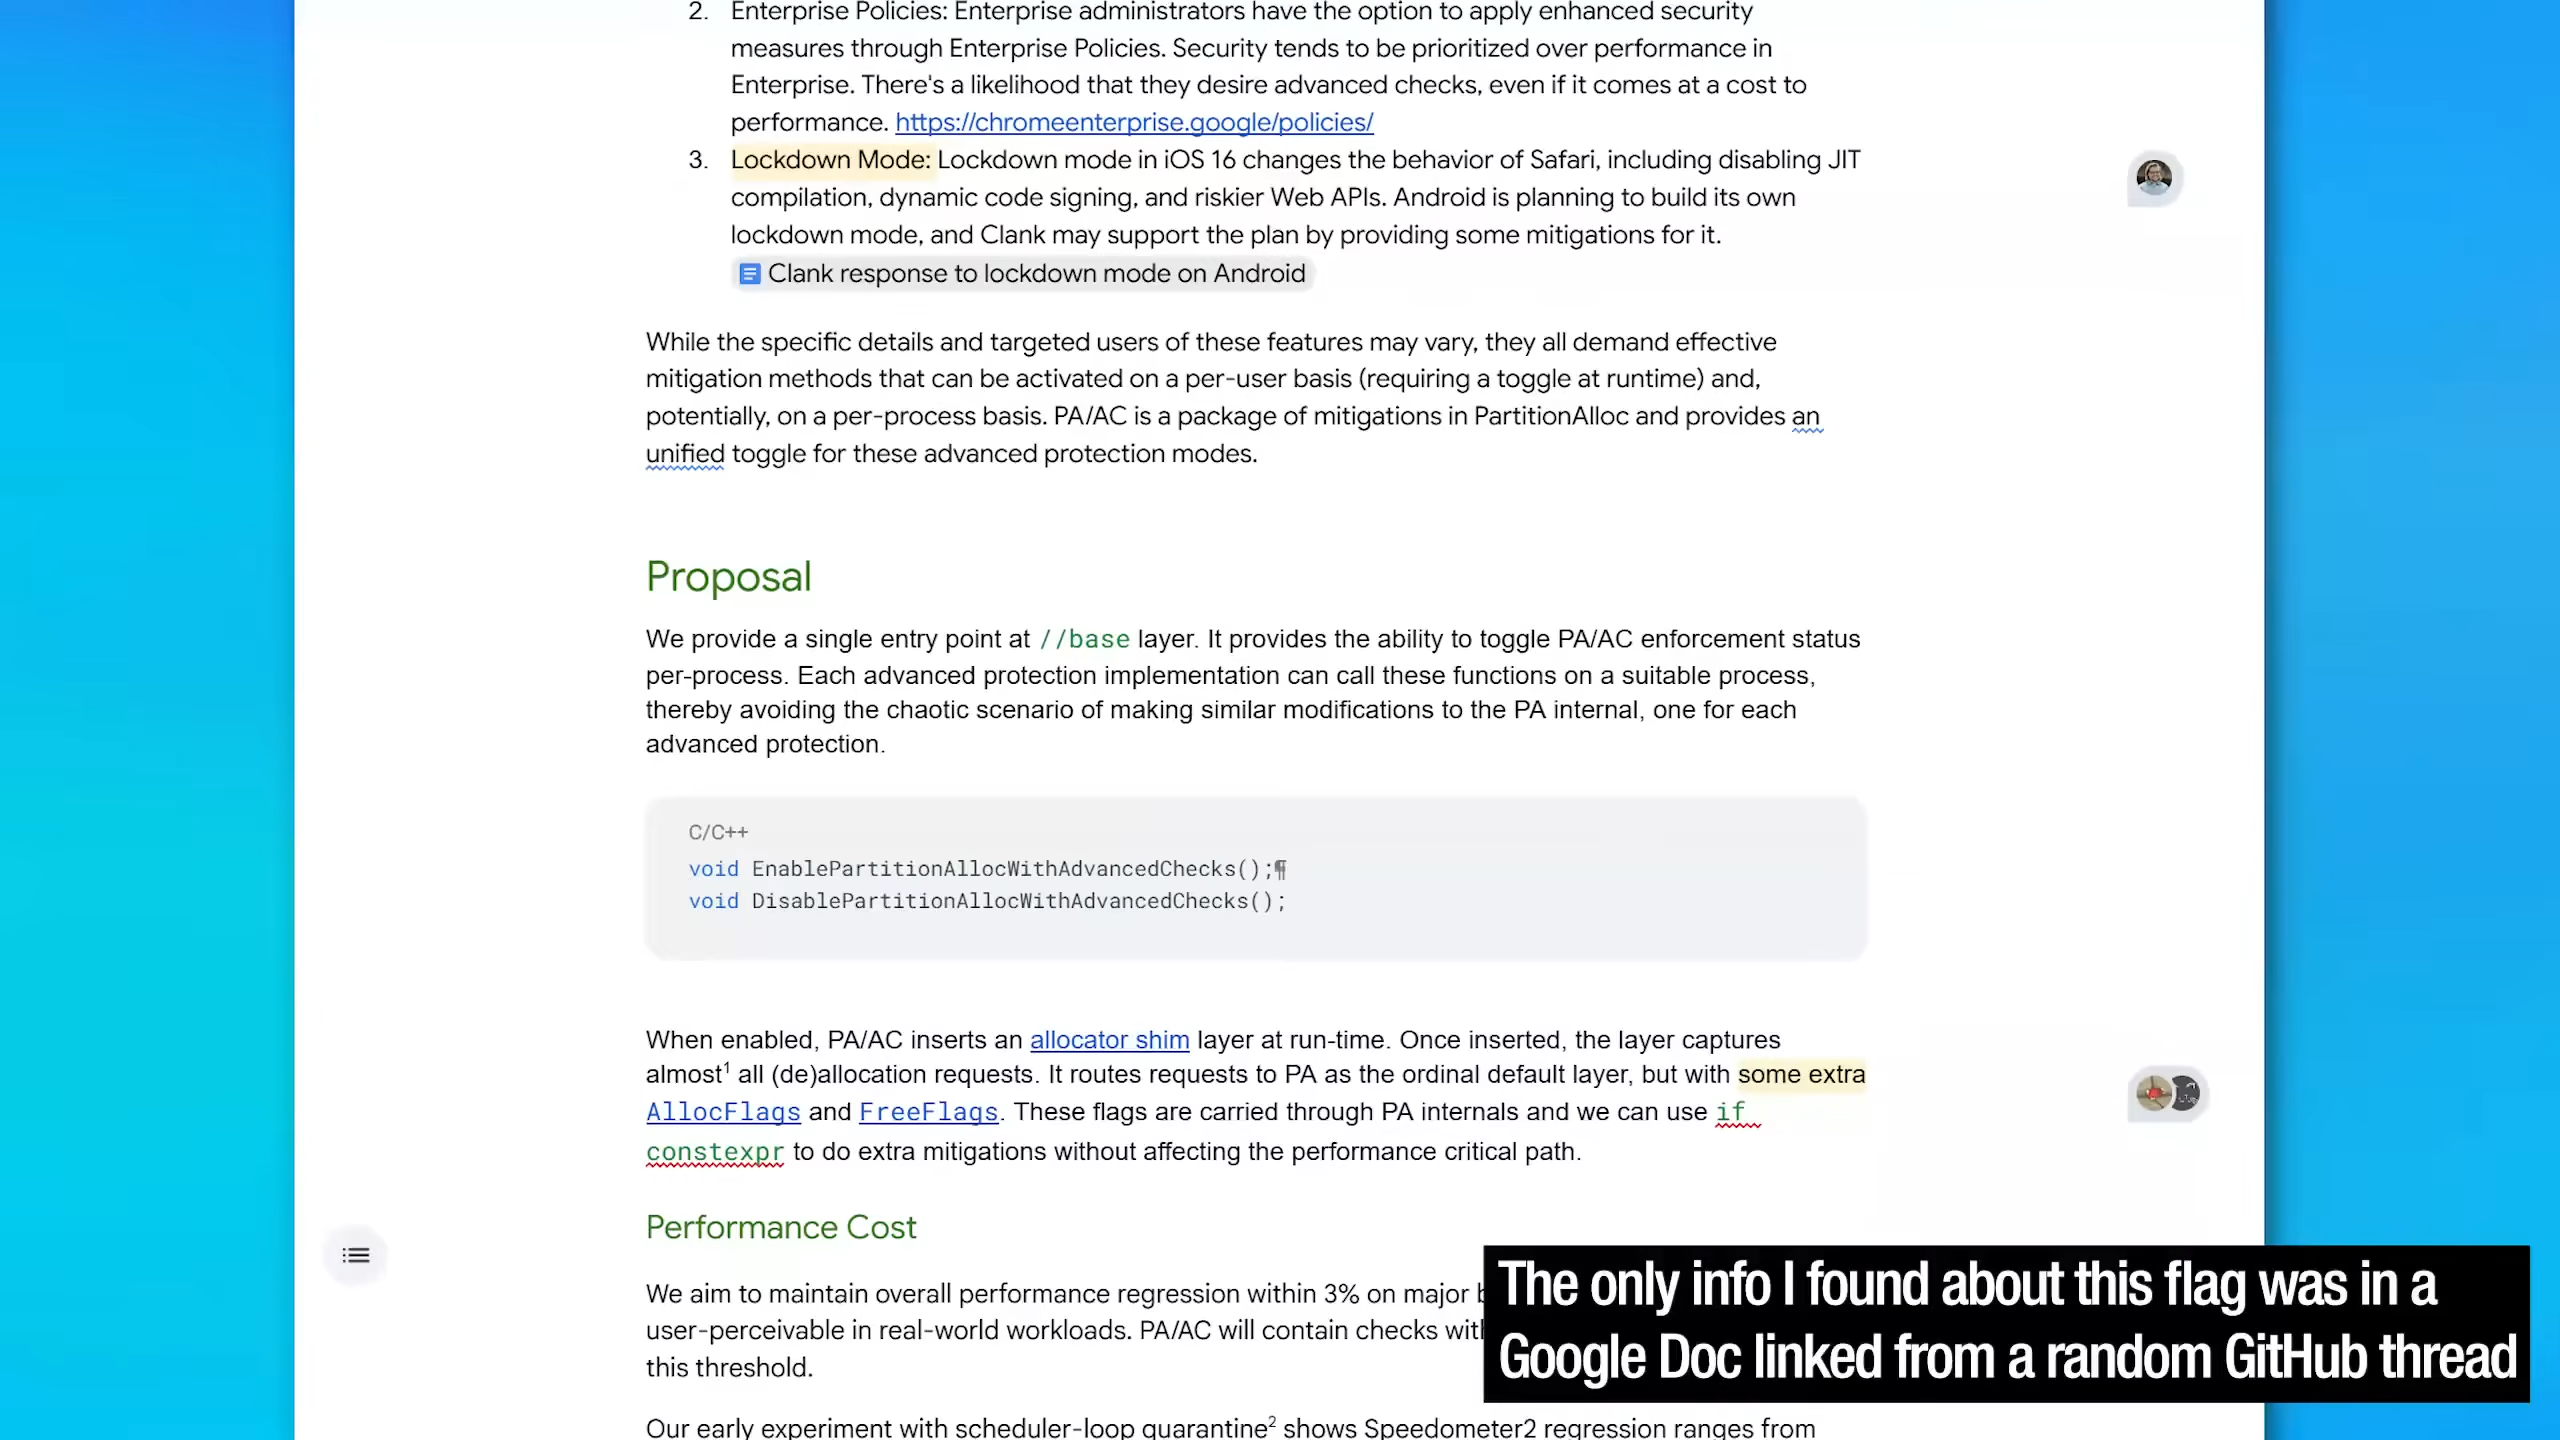 2. Enterprise Policies: Enterprise administrators have the option to apply enhanced security
measures through Enterprise Policies. Security tends to be prioritized over performance in
Enterprise. There's a likelihood that they desire advanced checks, even if it comes at a cost to
performance. https://chromeenterprise.google/policies/
3. Lockdown Mode: Lockdown mode in iOS 16 changes the behavior of Safari, including disabling JIT
compilation, dynamic code signing, and riskier Web APIs. Android is planning to build its own
lockdown mode, and Clank may support the plan by providing some mitigations for it.
Clank response to lockdown mode on Android
While the specific details and targeted users of these features may vary, they all demand effective
mitigation methods that can be activated on a per-user basis (requiring a toggle at runtime) and,
potentially, on a per-process basis. PA/AC is a package of mitigations in PartitionAlloc and provides an
unified toggle for these advanced protection modes.
Proposal
We provide a single entry point at //base layer. It provides the ability to toggle PA/AC enforcement status
per-process. Each advanced protection implementation can call these functions on a suitable process,
thereby avoiding the chaotic scenario of making similar modifications to the PA internal, one for each
advanced protection.
C/C++
void EnablePartitionAllocWithAdvancedChecks();¶
void DisablePartitionAllocWithAdvancedChecks();
When enabled, PA/AC inserts an allocator shim layer at run-time. Once inserted, the layer captures
almost¹ all (de)allocation requests. It routes requests to PA as the ordinal default layer, but with some extra
AllocFlags and FreeFlags. These flags are carried through PA internals and we can use if
constexpr to do extra mitigations without affecting the performance critical path.
Performance Cost
We aim to maintain overall performance regression within 3% on major
user-perceivable in real-world workloads. PA/AC will contain checks
this threshold.
Our early experiment with scheduler-loop quarantine² shows Speedometer2 regression ranges from
The only info I found about this flag was in a
Google Doc linked from a random GitHub thread